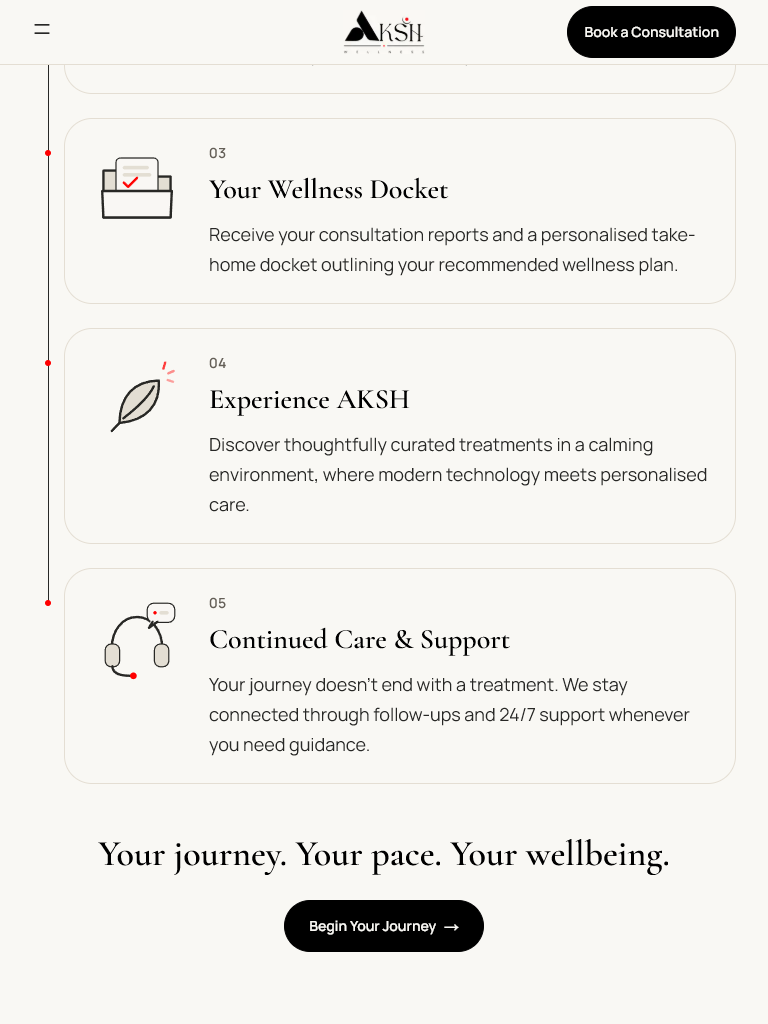 AKSH
WELLNESS
Book a Consultation
03
Your Wellness Docket
Receive your consultation reports and a personalised take-
home docket outlining your recommended wellness plan.
04
Experience AKSH
Discover thoughtfully curated treatments in a calming
environment, where modern technology meets personalised
care.
05
Continued Care & Support
Your journey doesn't end with a treatment. We stay
connected through follow-ups and 24/7 support whenever
you need guidance.
Your journey. Your pace. Your wellbeing.
Begin Your Journey →